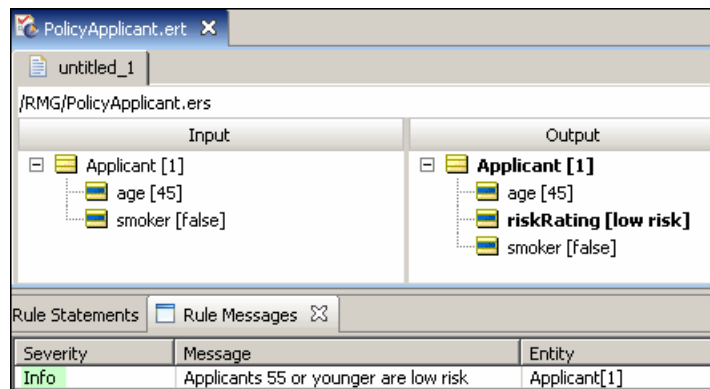 PolicyApplicant.ert
untitled_1
/RMG/PolicyApplicant.ers
Input Output
Applicant [1] Applicant [1]
age [45] age [45]
smoker [false] riskRating [low risk]
smoker [false]
Rule Statements Rule Messages
Severity Message Entity
Info Applicants 55 or younger are low risk Applicant[1]